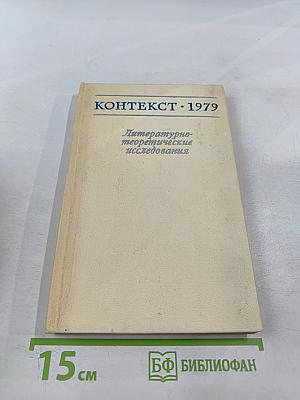 КОНТЕКСТ · 1979
Литературно-
теоретические
исследования
15 см
БФ БИБЛИОФАН